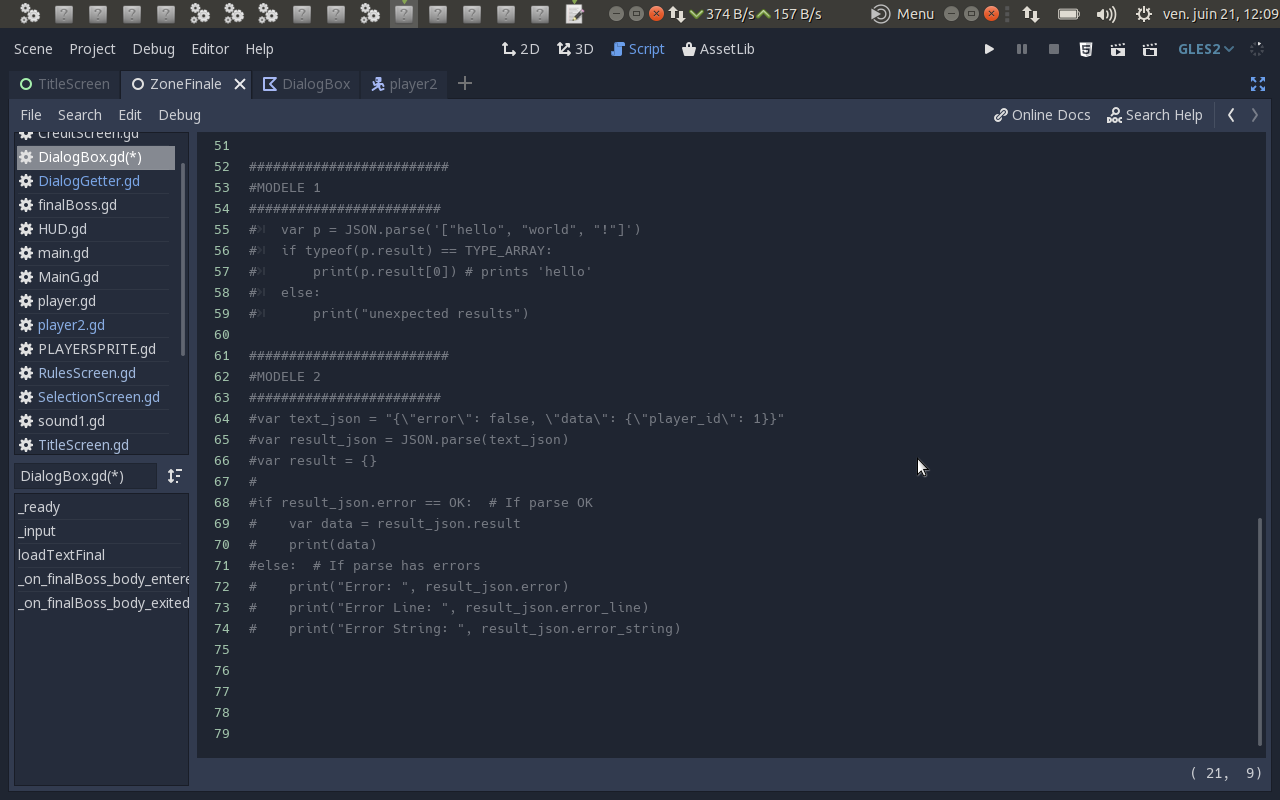 374 B/s 157 B/s Menu ven. juin 21, 12:09
Scene Project Debug Editor Help 2D 3D Script AssetLib GLES2
TitleScreen ZoneFinale DialogBox player2
File Search Edit Debug Online Docs Search Help
CreditScreen.gd
DialogBox.gd(*)
DialogGetter.gd
finalBoss.gd
HUD.gd
main.gd
MainG.gd
player.gd
player2.gd
PLAYERSPRITE.gd
RulesScreen.gd
SelectionScreen.gd
sound1.gd
TitleScreen.gd
DialogBox.gd(*)
_ready
_input
loadTextFinal
_on_finalBoss_body_entere
_on_finalBoss_body_exited
51
52 #########################
53 #MODELE 1
54 ########################
55 #   var p = JSON.parse('["hello", "world", "!"]')
56 #   if typeof(p.result) == TYPE_ARRAY:
57 #       print(p.result[0]) # prints 'hello'
58 #   else:
59 #       print("unexpected results")
60
61 #########################
62 #MODELE 2
63 ########################
64 #var text_json = "{\"error\": false, \"data\": {\"player_id\": 1}}"
65 #var result_json = JSON.parse(text_json)
66 #var result = {}
67 #
68 #if result_json.error == OK:  # If parse OK
69 #    var data = result_json.result
70 #    print(data)
71 #else:  # If parse has errors
72 #    print("Error: ", result_json.error)
73 #    print("Error Line: ", result_json.error_line)
74 #    print("Error String: ", result_json.error_string)
75
76
77
78
79
( 21, 9)